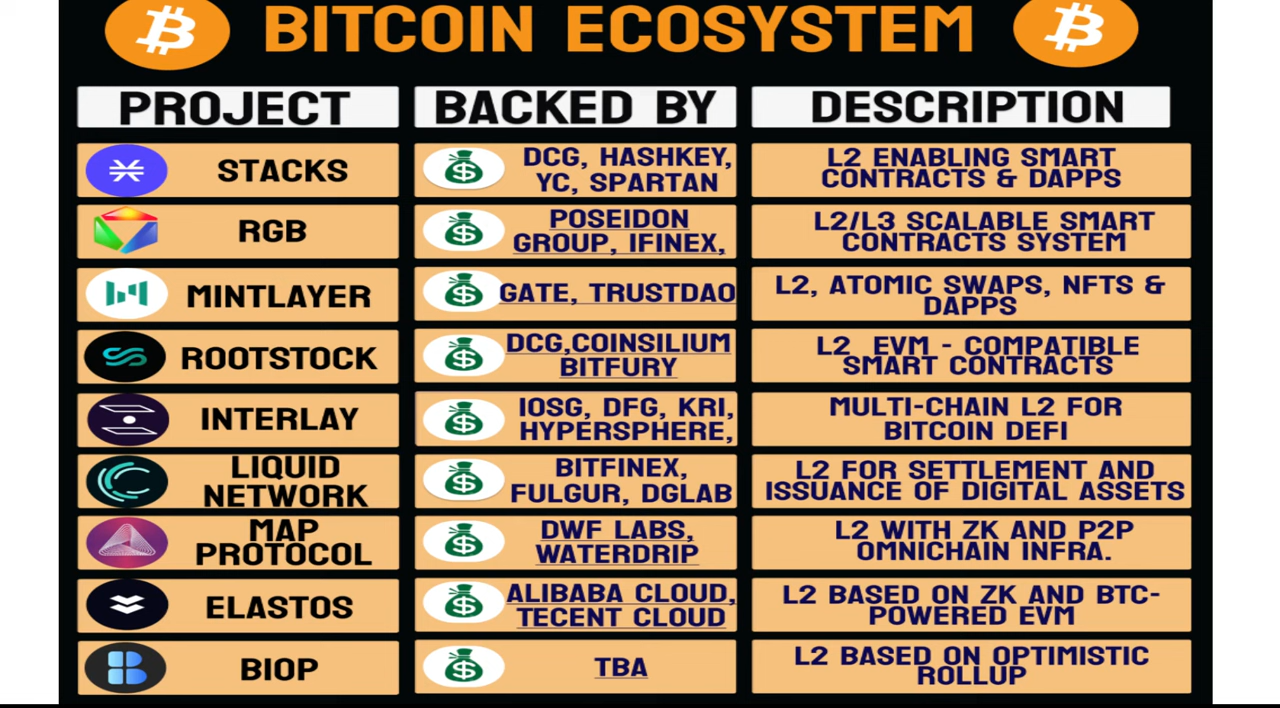 BITCOIN ECOSYSTEM
PROJECT
BACKED BY
DESCRIPTION
STACKS
DCG, HASHKEY,
YC, SPARTAN
L2 ENABLING SMART
CONTRACTS & DAPPS
RGB
POSEIDON
GROUP, IFINEX,
L2/L3 SCALABLE SMART
CONTRACTS SYSTEM
MINTLAYER
GATE, TRUSTDAO
L2, ATOMIC SWAPS, NFTS &
DAPPS
ROOTSTOCK
DCG,COINSILIUM
BITFURY
L2 EVM - COMPATIBLE
SMART CONTRACTS
INTERLAY
IOSG, DFG, KRI,
HYPERSPHERE,
MULTI-CHAIN L2 FOR
BITCOIN DEFI
LIQUID
NETWORK
BITFINEX,
FULGUR, DGLAB
L2 FOR SETTLEMENT AND
ISSUANCE OF DIGITAL ASSETS
MAP
PROTOCOL
DWF LABS,
WATERDRIP
L2 WITH ZK AND P2P
OMNICHAIN INFRA.
ELASTOS
ALIBABA CLOUD,
TECENT CLOUD
L2 BASED ON ZK AND BTC-
POWERED EVM
BIOP
TBA
L2 BASED ON OPTIMISTIC
ROLLUP